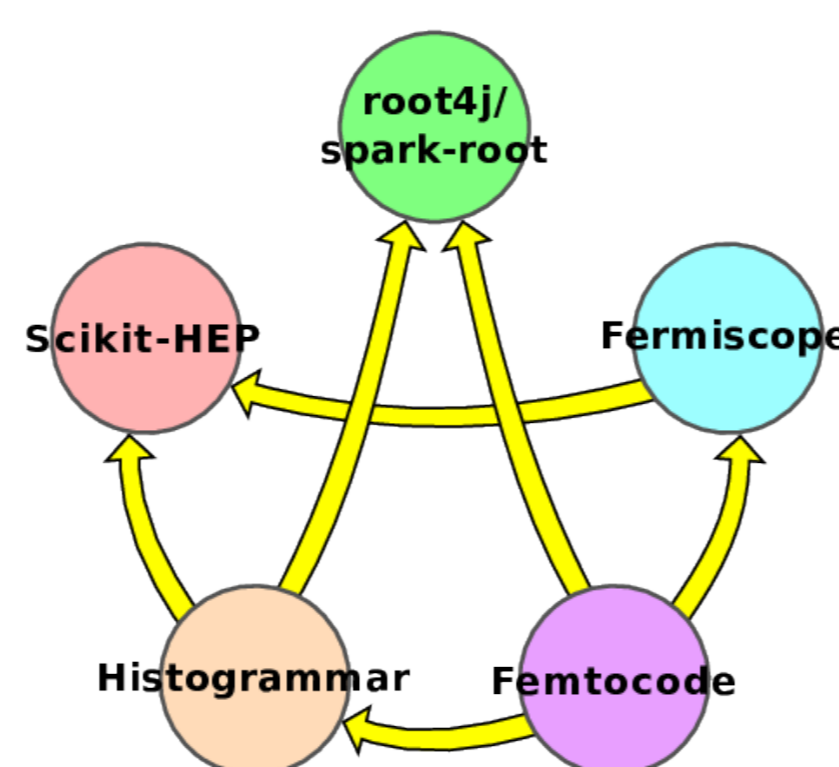 root4j/
spark-root
Scikit-HEP
Fermiscope
Histogrammar
Femtocode